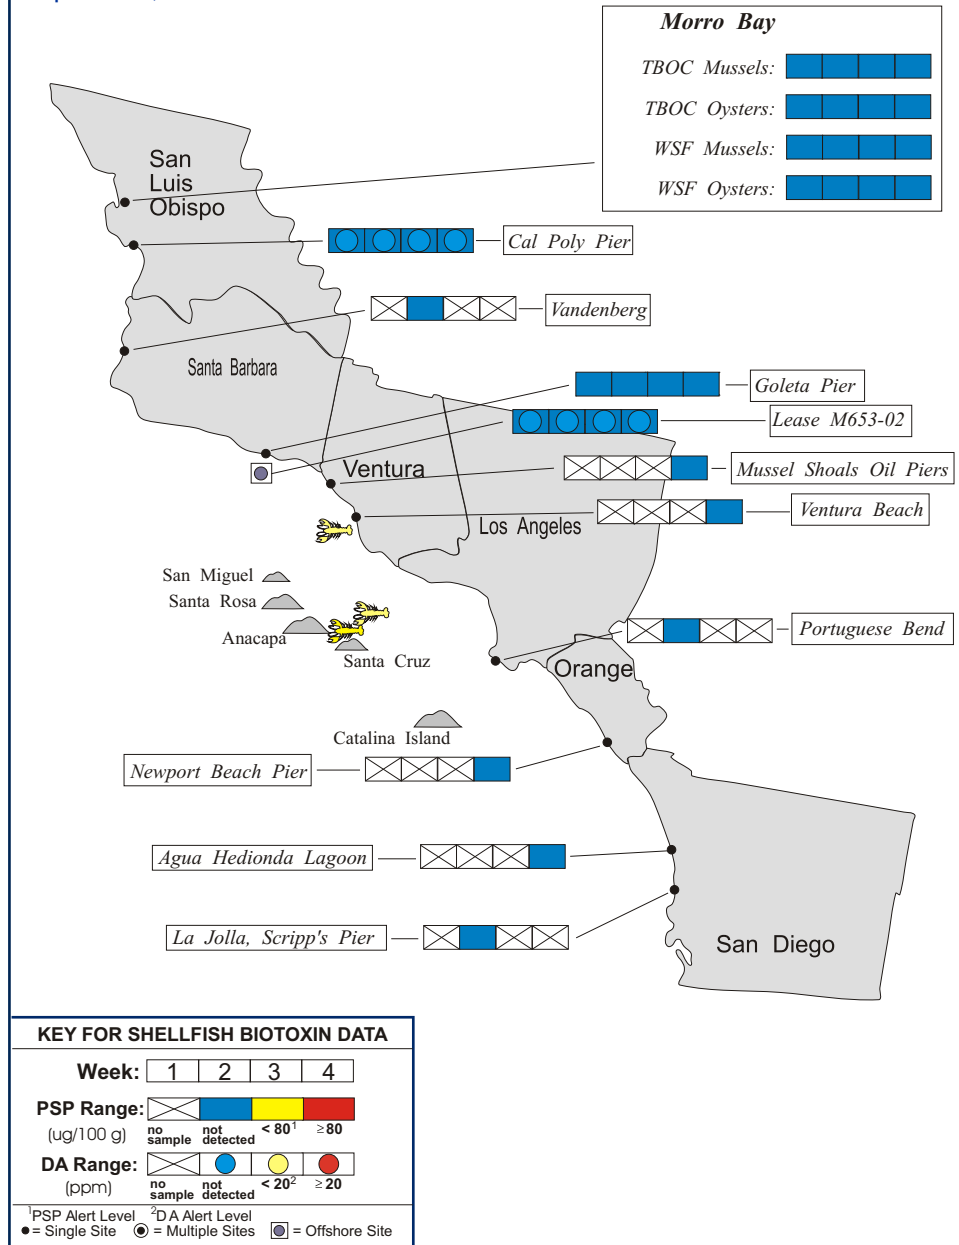 Morro Bay
TBOC Mussels:
TBOC Oysters:
WSF Mussels:
WSF Oysters:
San
Luis
Obispo
Cal Poly Pier
Vandenberg
Santa Barbara
Goleta Pier
Lease M653-02
Ventura
Mussel Shoals Oil Piers
Los Angeles
Ventura Beach
San Miguel
Santa Rosa
Anacapa
Santa Cruz
Portuguese Bend
Orange
Catalina Island
Newport Beach Pier
Agua Hedionda Lagoon
La Jolla, Scripp's Pier
San Diego
KEY FOR SHELLFISH BIOTOXIN DATA
Week: 1 2 3 4
PSP Range:
(ug/100 g) no sample not detected < 80¹ ≥80
DA Range:
(ppm) no sample not detected < 20² ≥ 20
¹PSP Alert Level ²DA Alert Level
= Single Site = Multiple Sites = Offshore Site